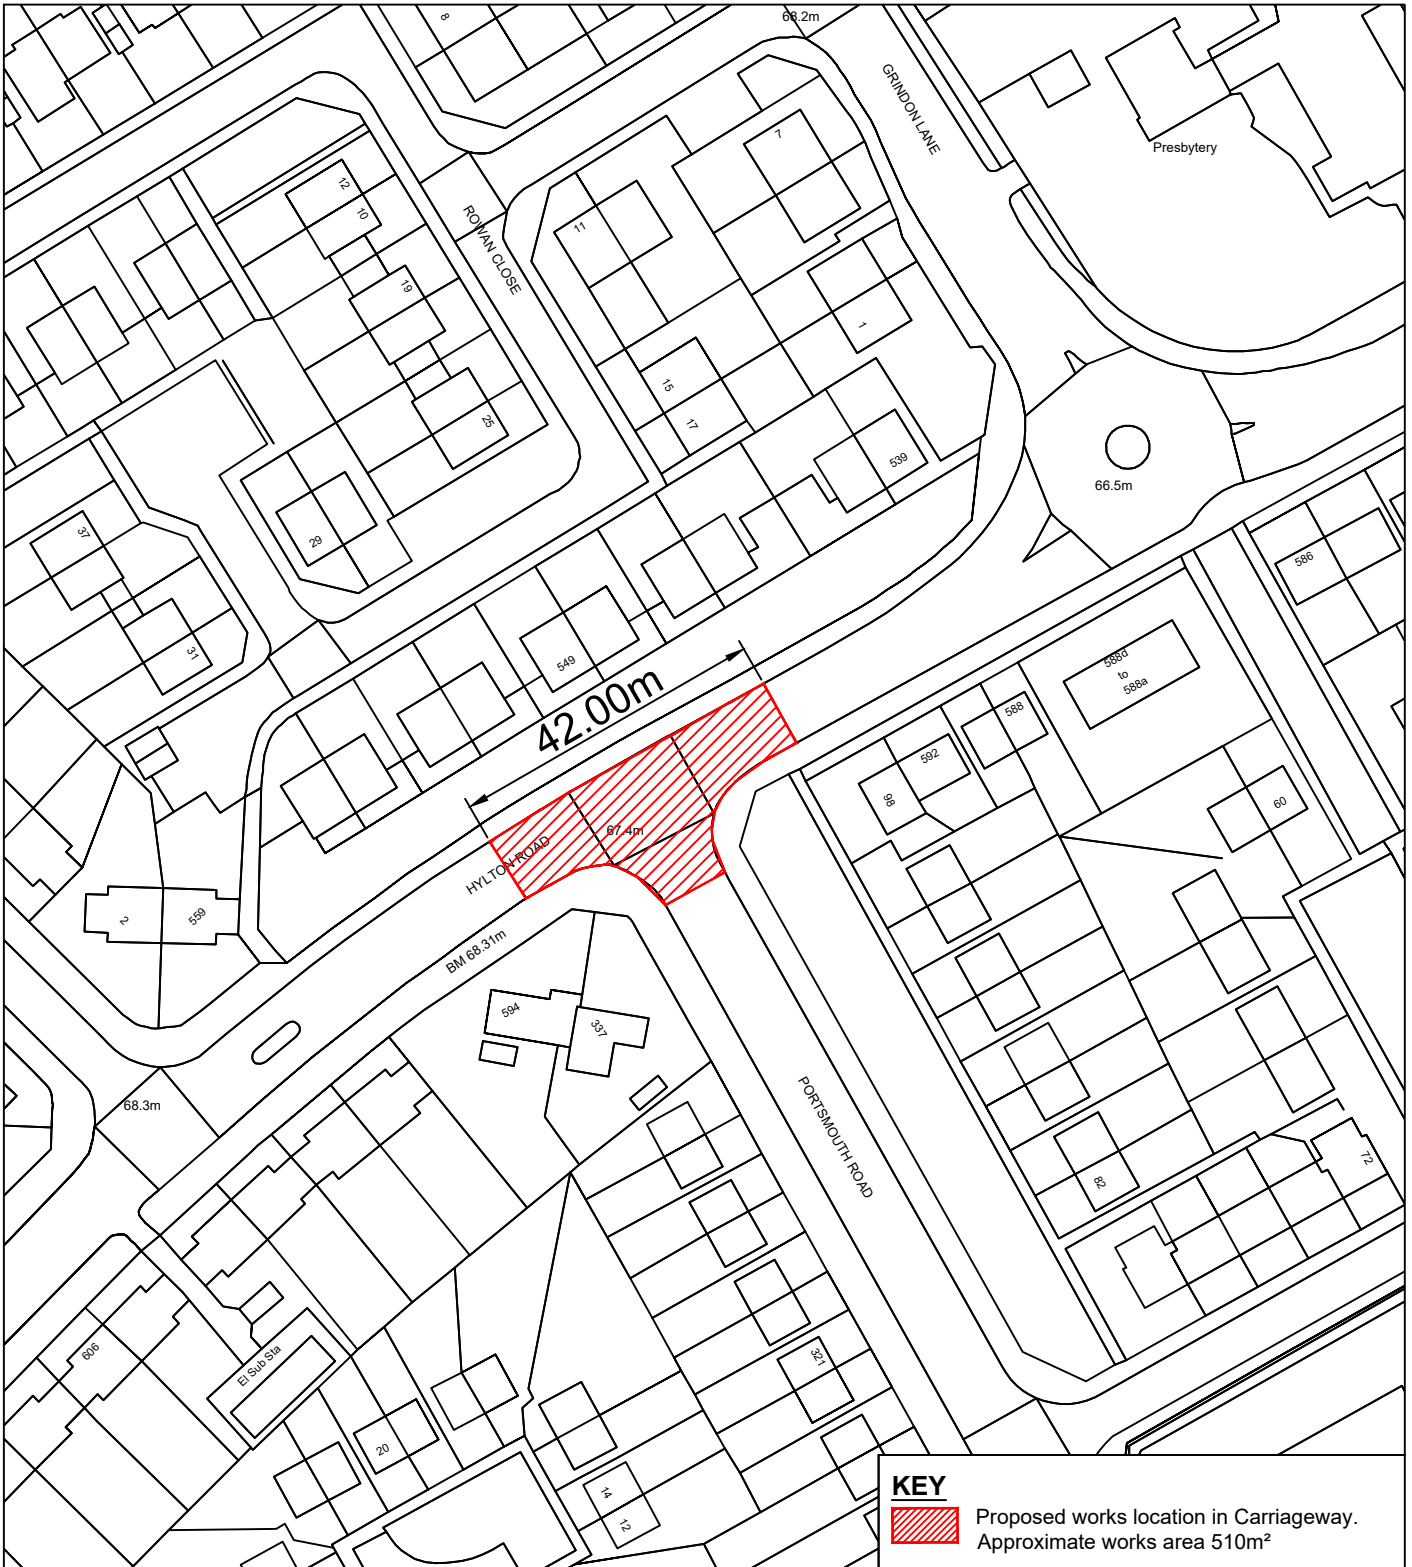 8
68.2m
GRINDON LANE
Presbytery
7
12
10
ROWAN CLOSE
11
19
1
15
17
25
539
66.5m
37
29
586
31
549
588d
to
588a
42.00m
588
592
98
60
67.4m
HYLTON ROAD
2
559
BM 68.31m
594
337
68.3m
PORTSMOUTH ROAD
72
82
606
El Sub Sta
321
20
14
12
KEY
Proposed works location in Carriageway.
Approximate works area 510m²